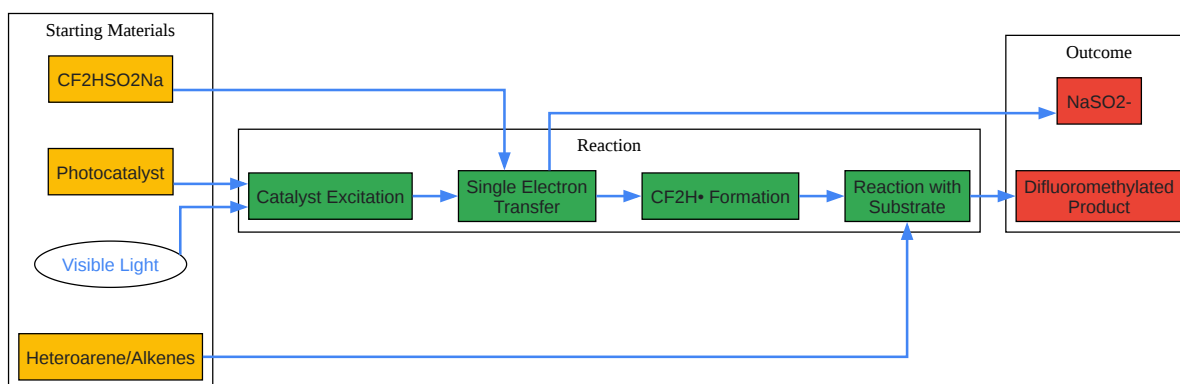 Starting Materials
CF2HSO2Na
Photocatalyst
Visible Light
Heteroarene/Alkenes
Reaction
Catalyst Excitation
Single Electron
Transfer
CF2H• Formation
Reaction with
Substrate
Outcome
NaSO2-
Difluoromethylated
Product